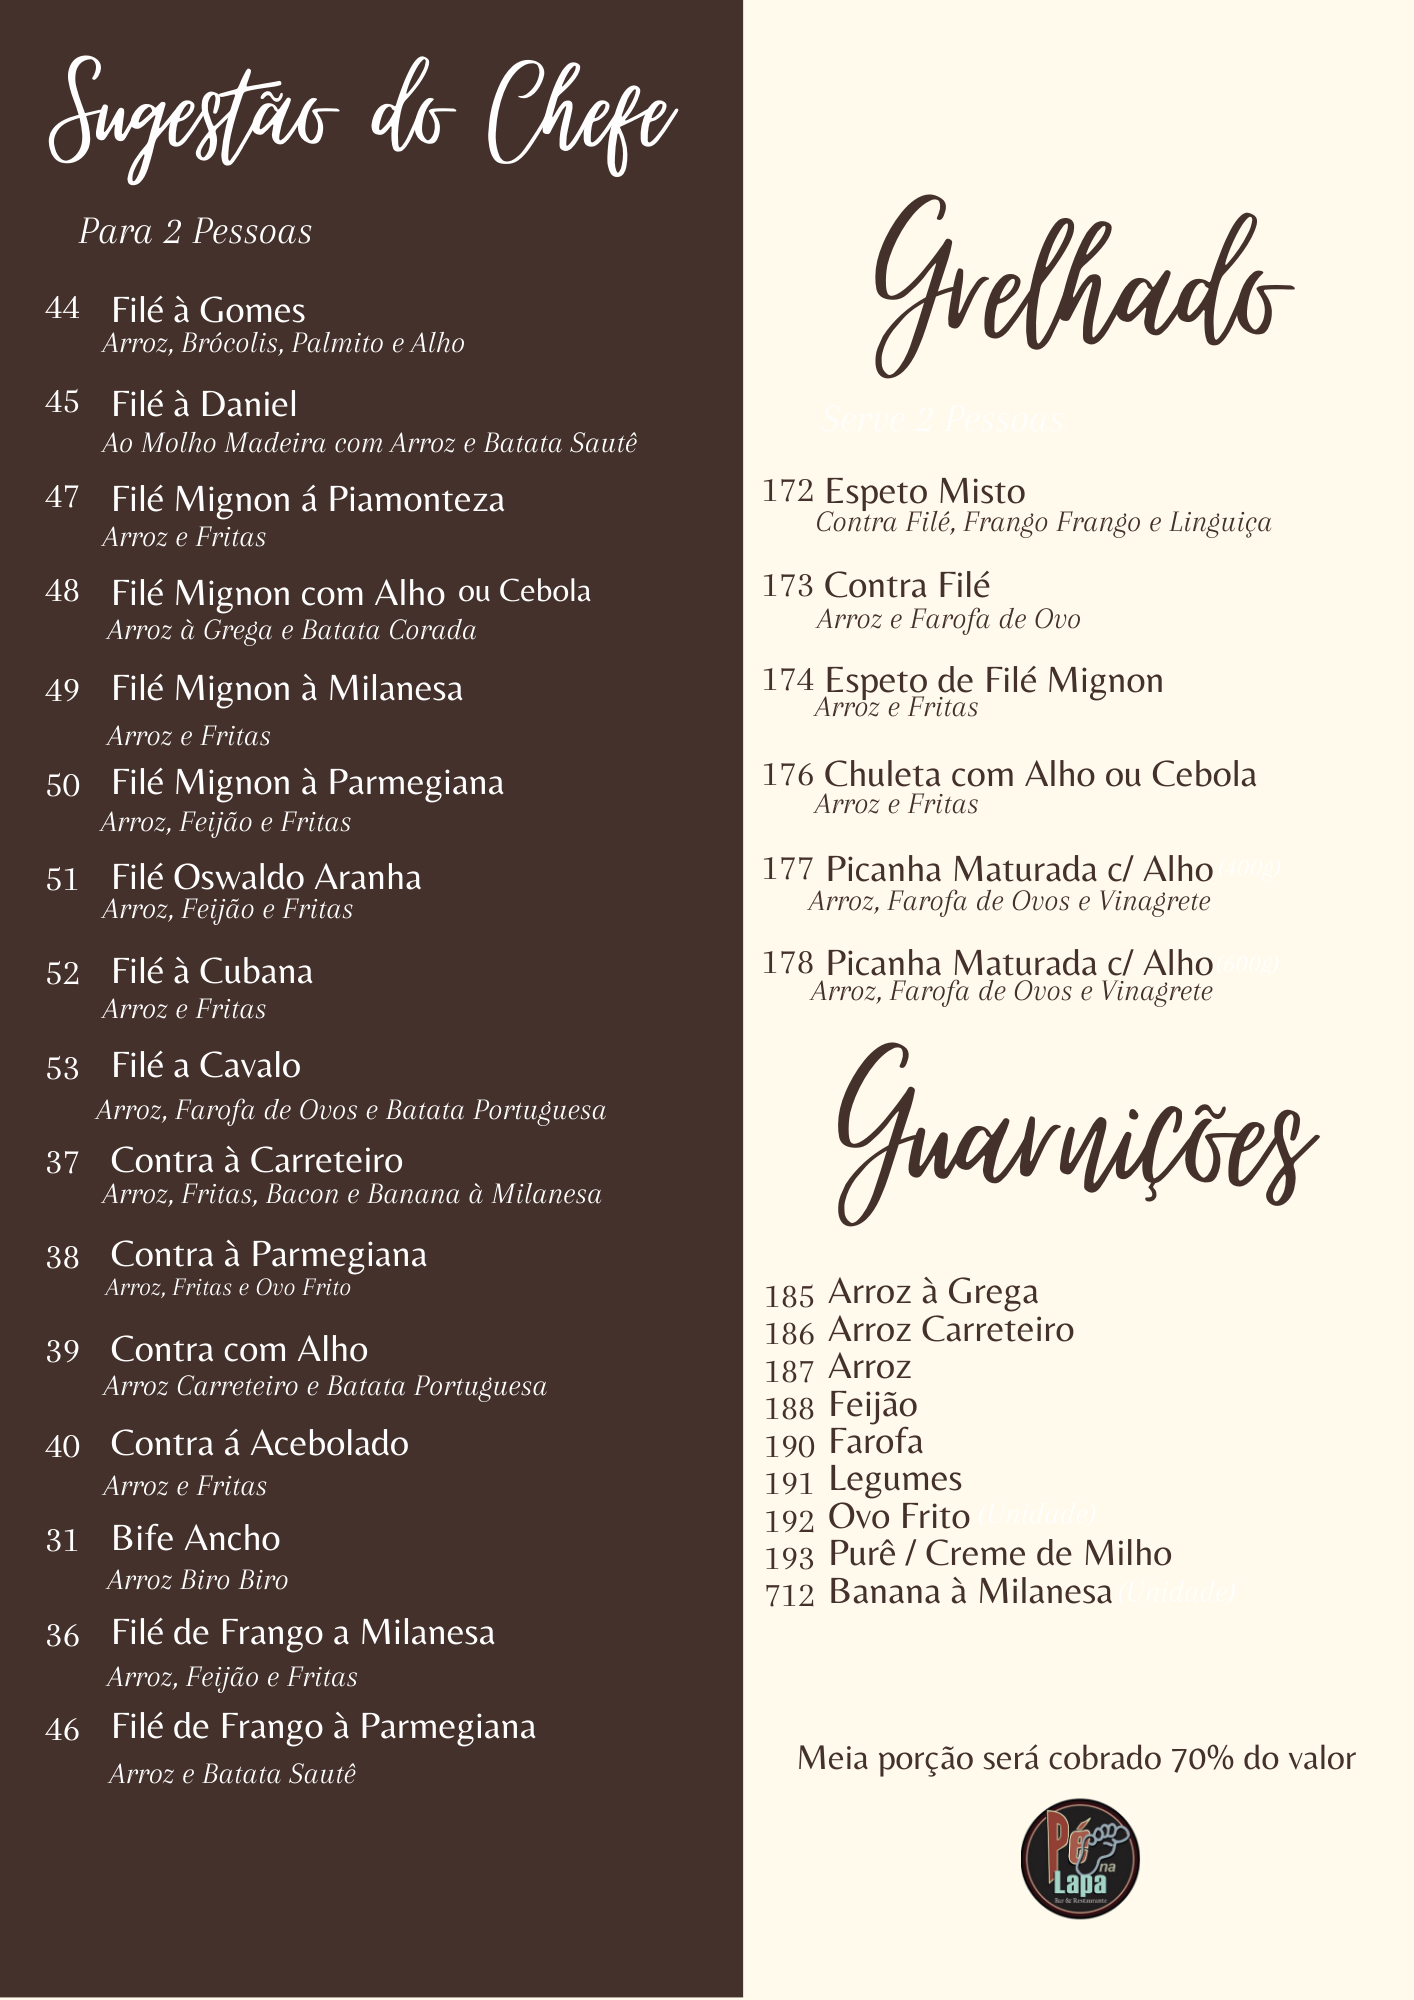 Sugestão do Chefe
Para 2 Pessoas
44 Filé à Gomes
Arroz, Brócolis, Palmito e Alho
45 Filé à Daniel
Ao Molho Madeira com Arroz e Batata Sautê
47 Filé Mignon á Piamonteza
Arroz e Fritas
48 Filé Mignon com Alho ou Cebola
Arroz à Grega e Batata Corada
49 Filé Mignon à Milanesa
Arroz e Fritas
50 Filé Mignon à Parmegiana
Arroz, Feijão e Fritas
51 Filé Oswaldo Aranha
Arroz, Feijão e Fritas
52 Filé à Cubana
Arroz e Fritas
53 Filé a Cavalo
Arroz, Farofa de Ovos e Batata Portuguesa
37 Contra à Carreteiro
Arroz, Fritas, Bacon e Banana à Milanesa
38 Contra à Parmegiana
Arroz, Fritas e Ovo Frito
39 Contra com Alho
Arroz Carreteiro e Batata Portuguesa
40 Contra á Acebolado
Arroz e Fritas
31 Bife Ancho
Arroz Biro Biro
36 Filé de Frango a Milanesa
Arroz, Feijão e Fritas
46 Filé de Frango à Parmegiana
Arroz e Batata Sautê
Grelhado
Serve 2 Pessoas
172 Espeto Misto
Contra Filé, Frango Frango e Linguiça
173 Contra Filé
Arroz e Farofa de Ovo
174 Espeto de Filé Mignon
Arroz e Fritas
176 Chuleta com Alho ou Cebola
Arroz e Fritas
177 Picanha Maturada c/ Alho
Arroz, Farofa de Ovos e Vinagrete
178 Picanha Maturada c/ Alho
Arroz, Farofa de Ovos e Vinagrete
Guarnições
185 Arroz à Grega
186 Arroz Carreteiro
187 Arroz
188 Feijão
190 Farofa
191 Legumes
192 Ovo Frito (Unidade)
193 Purê / Creme de Milho
712 Banana à Milanesa (Unidade)
Meia porção será cobrado 70% do valor
Pé
na
Lapa
Bar & Restaurante